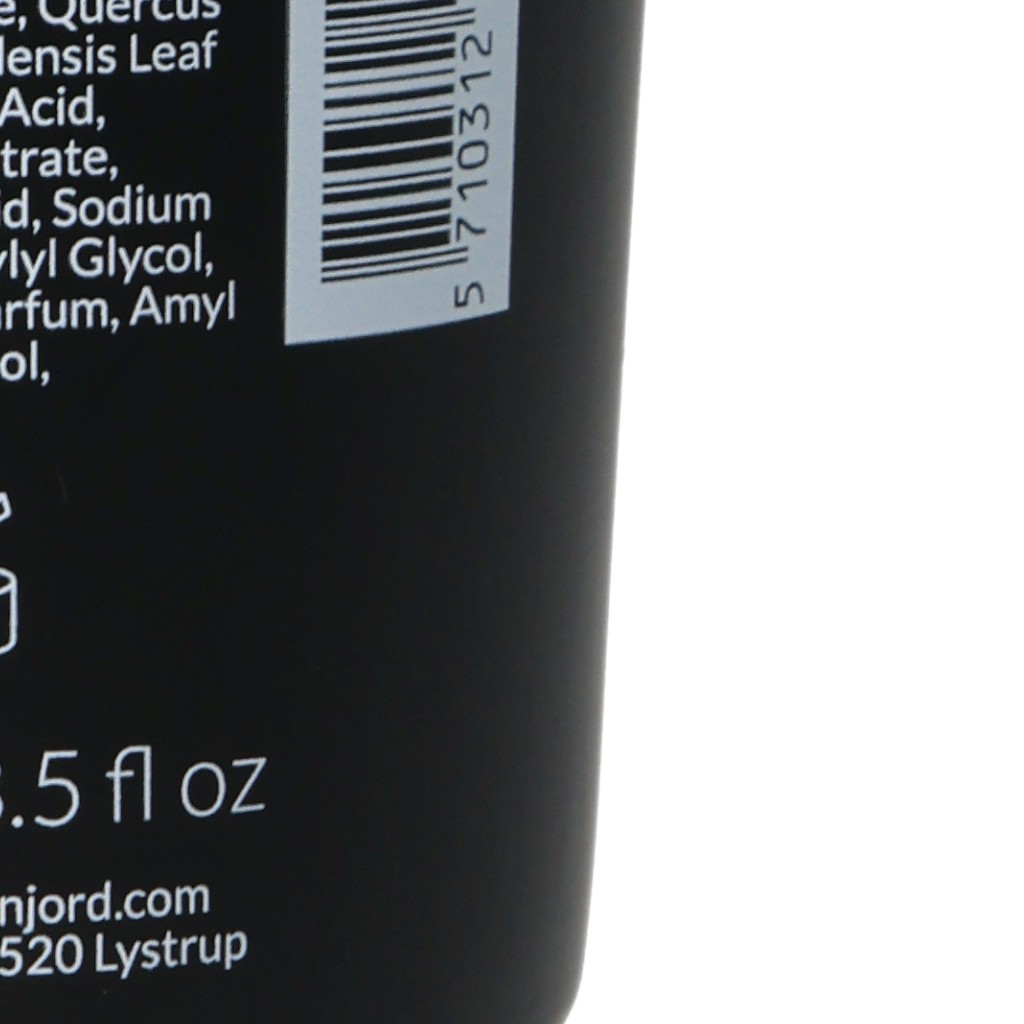 e, Quercus
lensis Leaf
Acid,
trate,
id, Sodium
ylyl Glycol,
arfum, Amyl
ol,
5 710312
.5 fl oz
njord.com
520 Lystrup